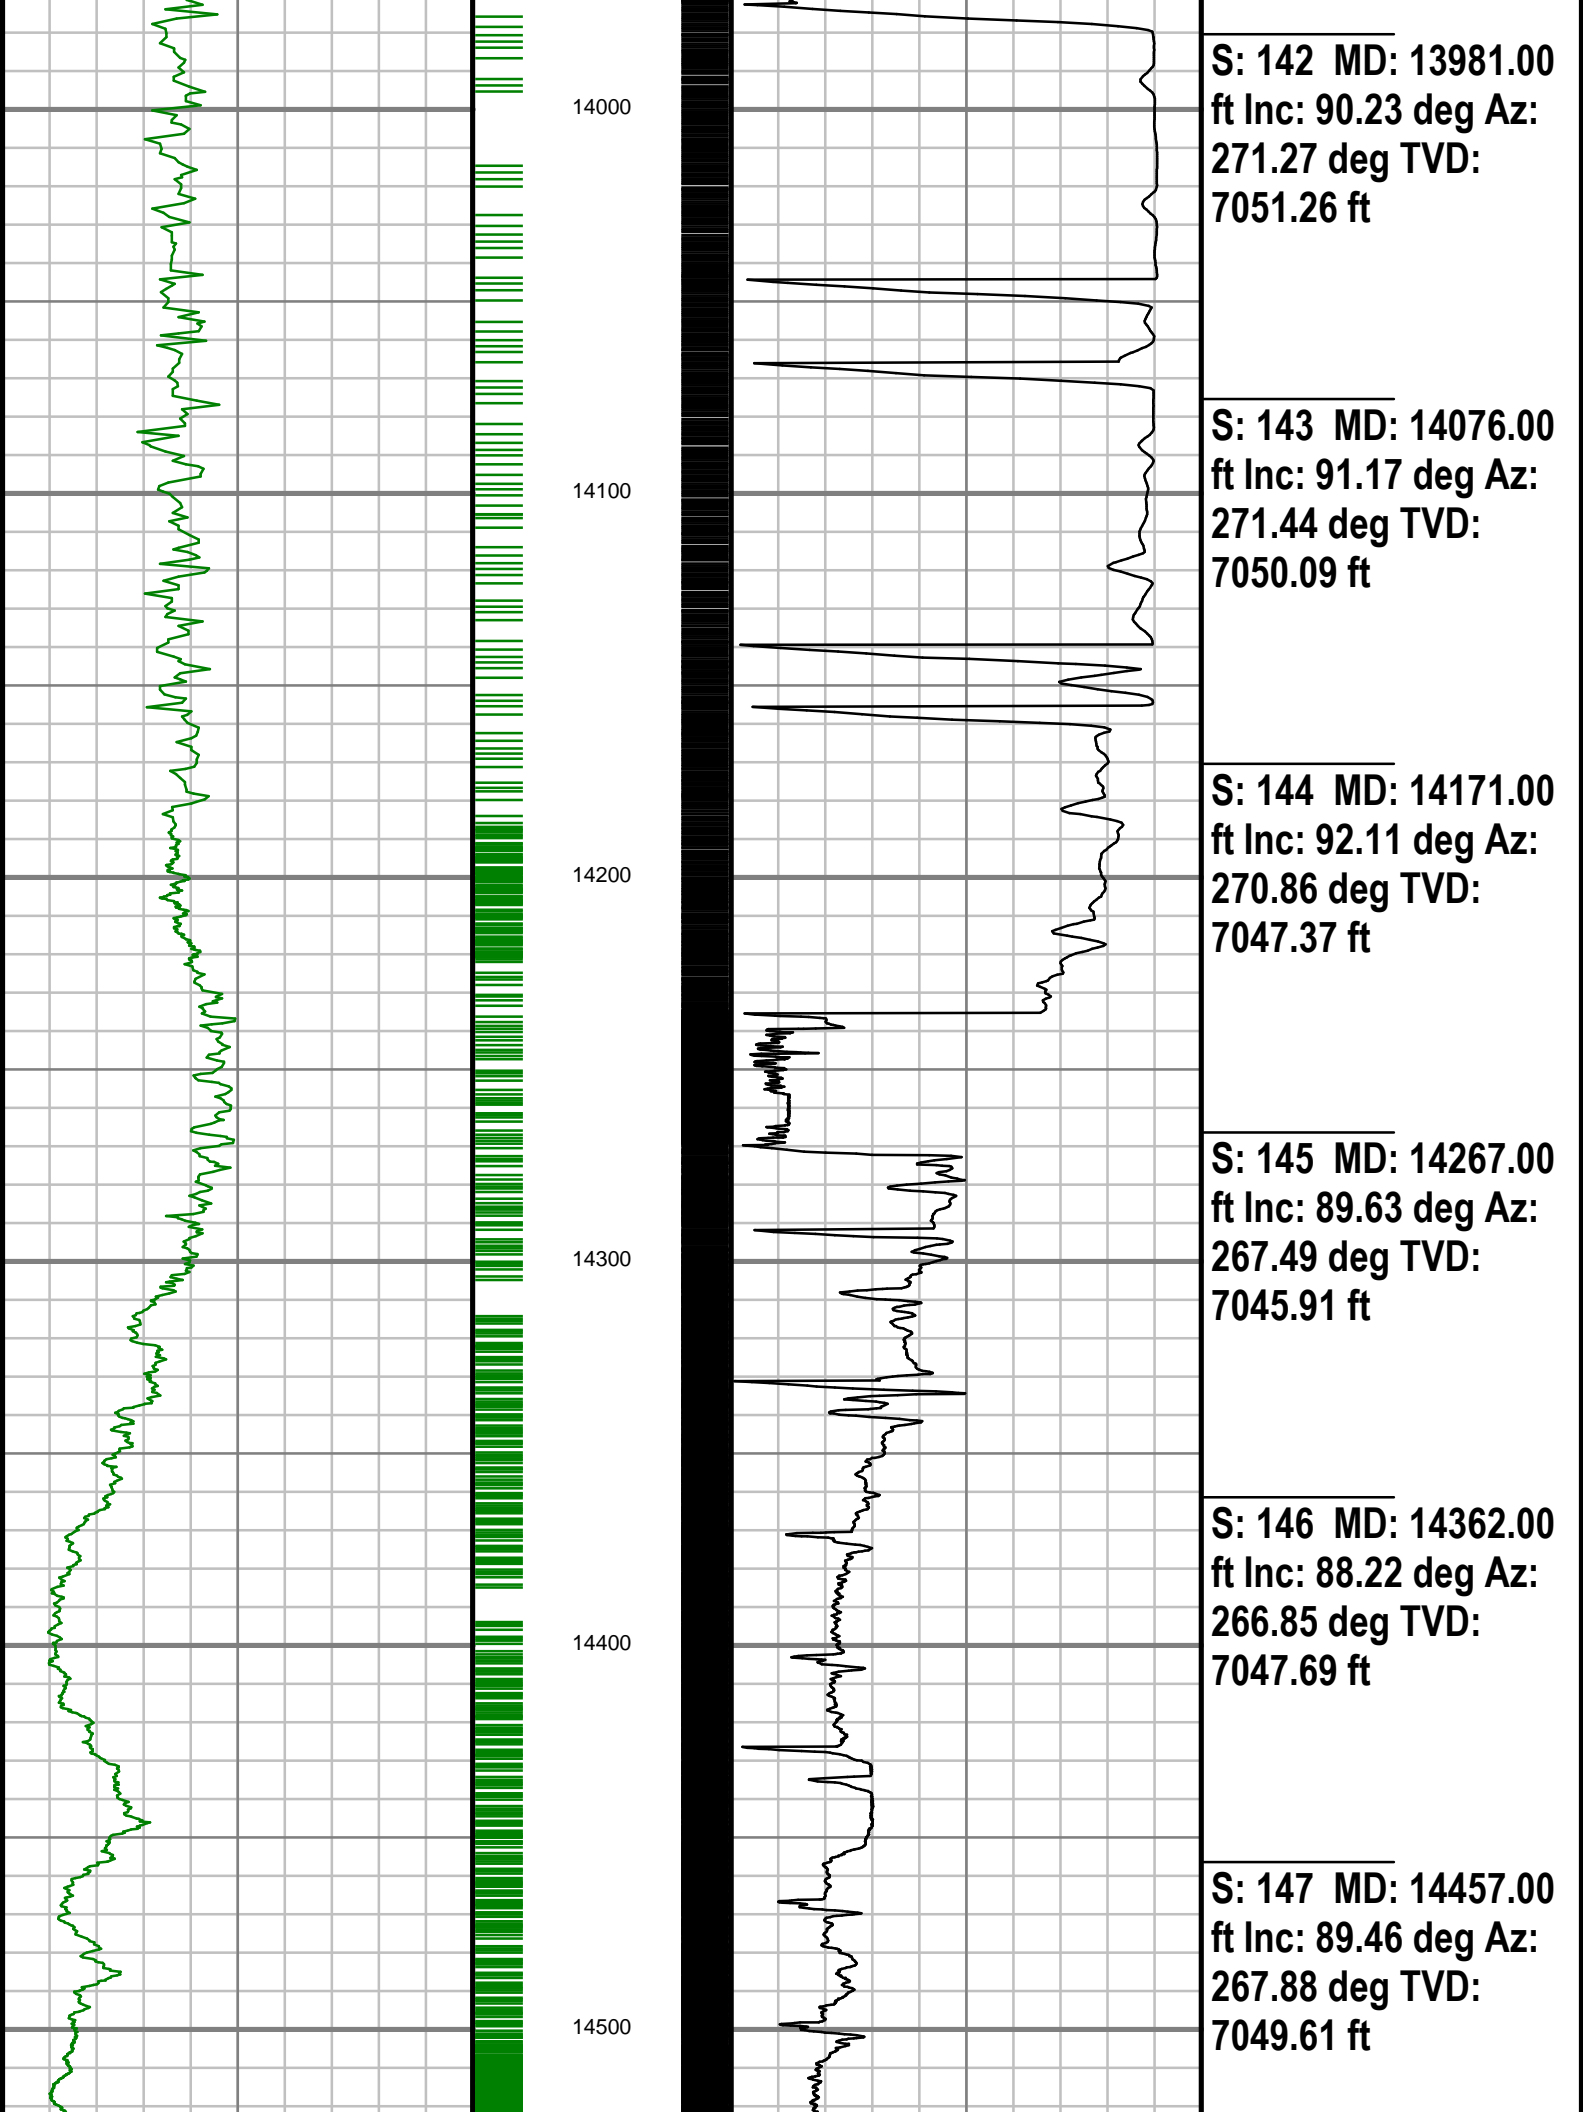 S: 142 MD: 13981.00
ft Inc: 90.23 deg Az:
271.27 deg TVD:
7051.26 ft
14000
S: 143 MD: 14076.00
ft Inc: 91.17 deg Az:
271.44 deg TVD:
7050.09 ft
14100
S: 144 MD: 14171.00
ft Inc: 92.11 deg Az:
270.86 deg TVD:
7047.37 ft
14200
S: 145 MD: 14267.00
ft Inc: 89.63 deg Az:
267.49 deg TVD:
7045.91 ft
14300
S: 146 MD: 14362.00
ft Inc: 88.22 deg Az:
266.85 deg TVD:
7047.69 ft
14400
S: 147 MD: 14457.00
ft Inc: 89.46 deg Az:
267.88 deg TVD:
7049.61 ft
14500